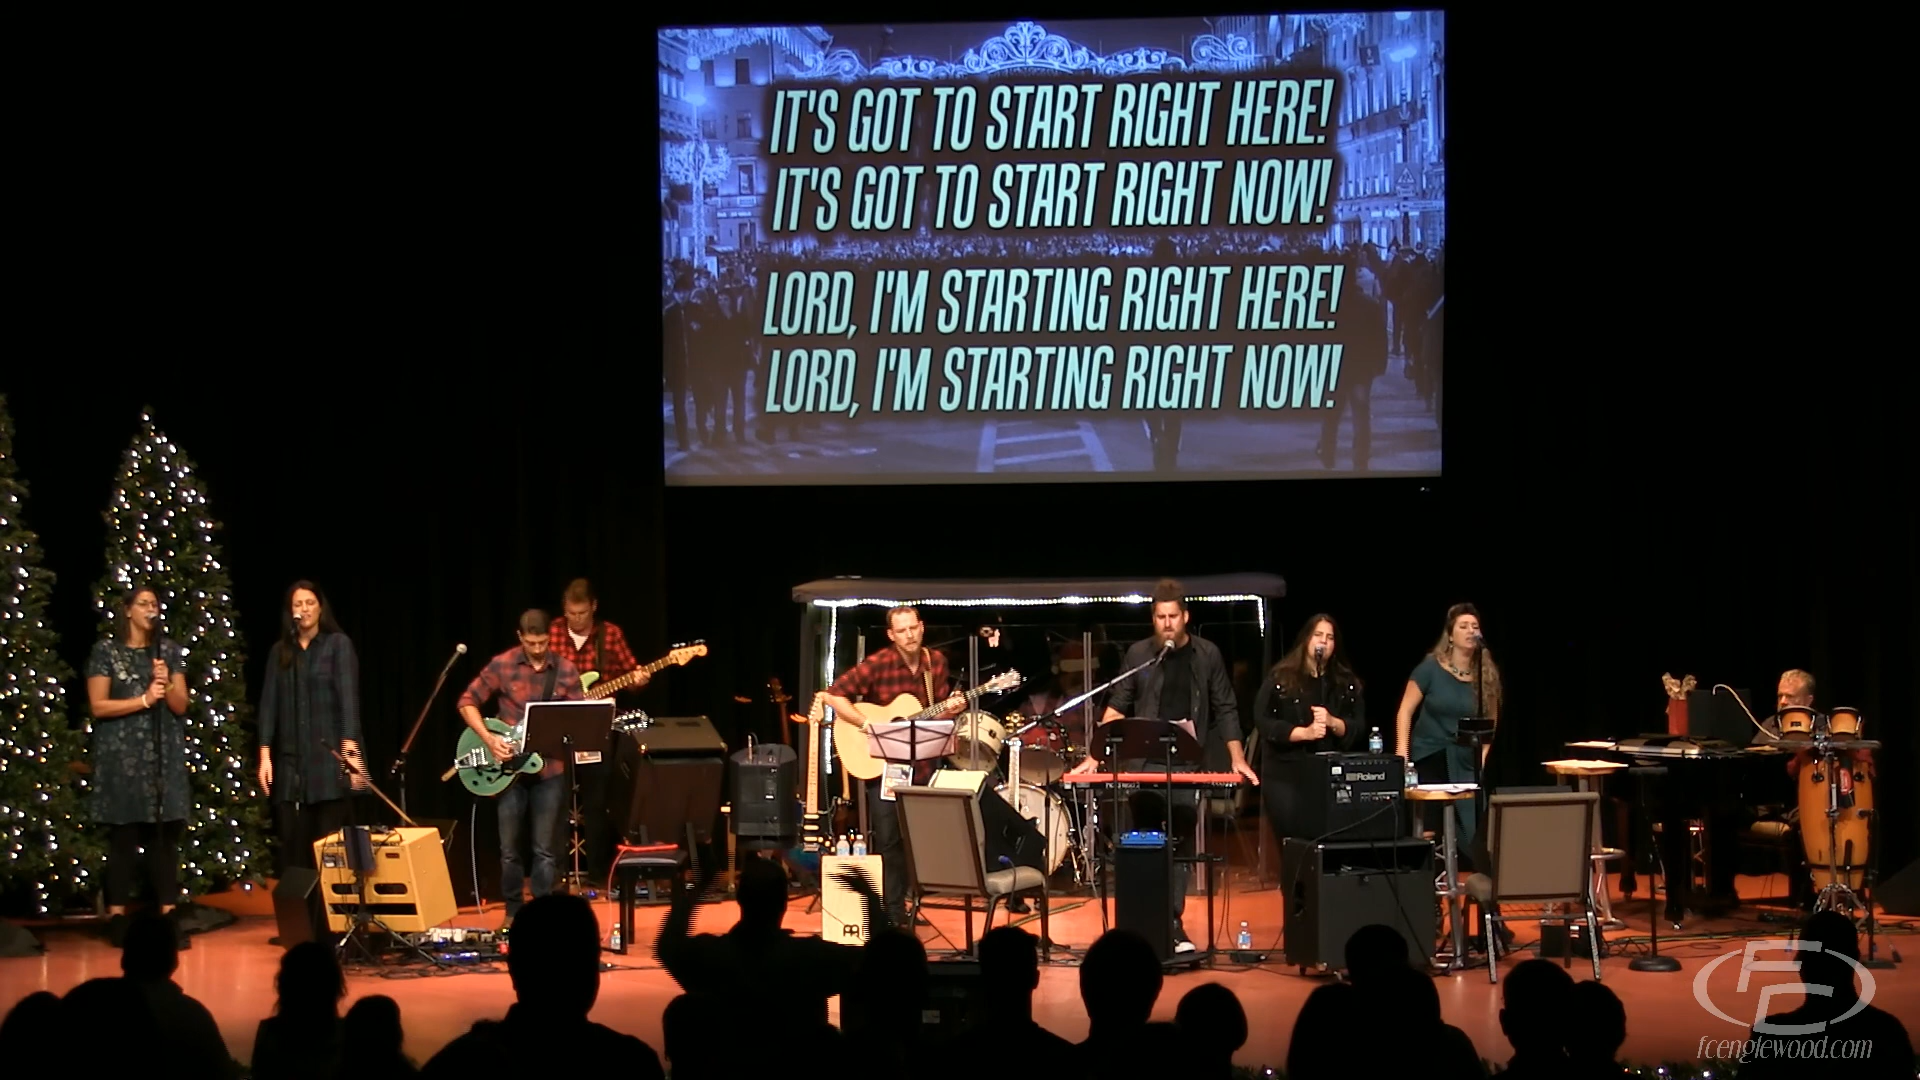 IT'S GOT TO START RIGHT HERE!
IT'S GOT TO START RIGHT NOW!
LORD, I'M STARTING RIGHT HERE!
LORD, I'M STARTING RIGHT NOW!
Roland
FC
fcenglewood.com